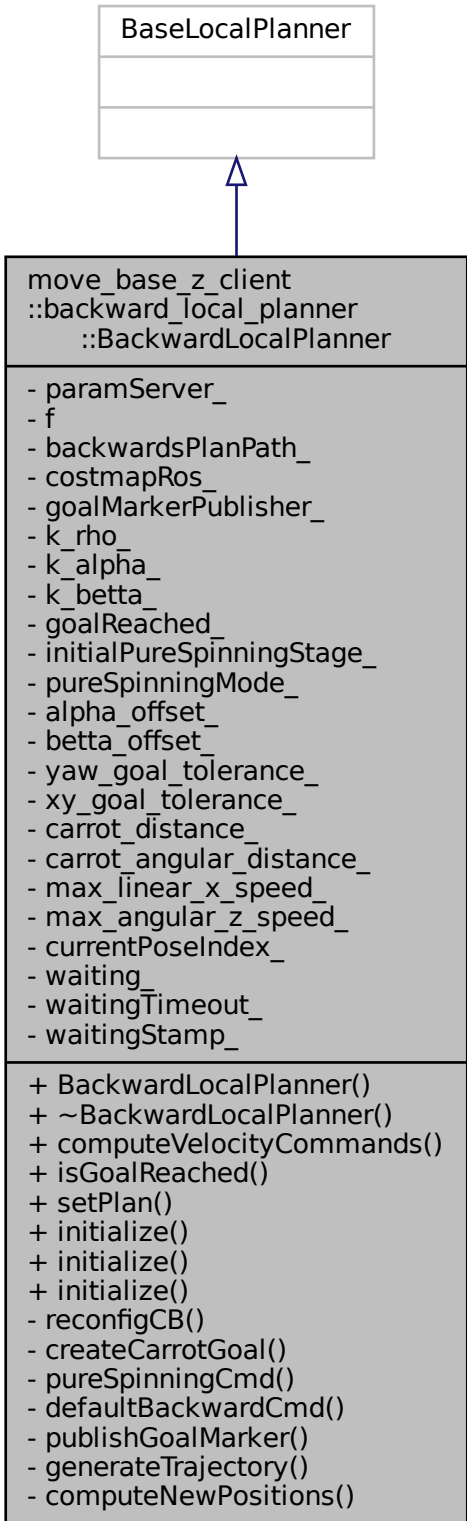 BaseLocalPlanner
move_base_z_client
::backward_local_planner
::BackwardLocalPlanner
- paramServer_
- f
- backwardsPlanPath_
- costmapRos_
- goalMarkerPublisher_
- k_rho_
- k_alpha_
- k_betta_
- goalReached_
- initialPureSpinningStage_
- pureSpinningMode_
- alpha_offset_
- betta_offset_
- yaw_goal_tolerance_
- xy_goal_tolerance_
- carrot_distance_
- carrot_angular_distance_
- max_linear_x_speed_
- max_angular_z_speed_
- currentPoseIndex_
- waiting_
- waitingTimeout_
- waitingStamp_
+ BackwardLocalPlanner()
+ ~BackwardLocalPlanner()
+ computeVelocityCommands()
+ isGoalReached()
+ setPlan()
+ initialize()
+ initialize()
+ initialize()
- reconfigCB()
- createCarrotGoal()
- pureSpinningCmd()
- defaultBackwardCmd()
- publishGoalMarker()
- generateTrajectory()
- computeNewPositions()